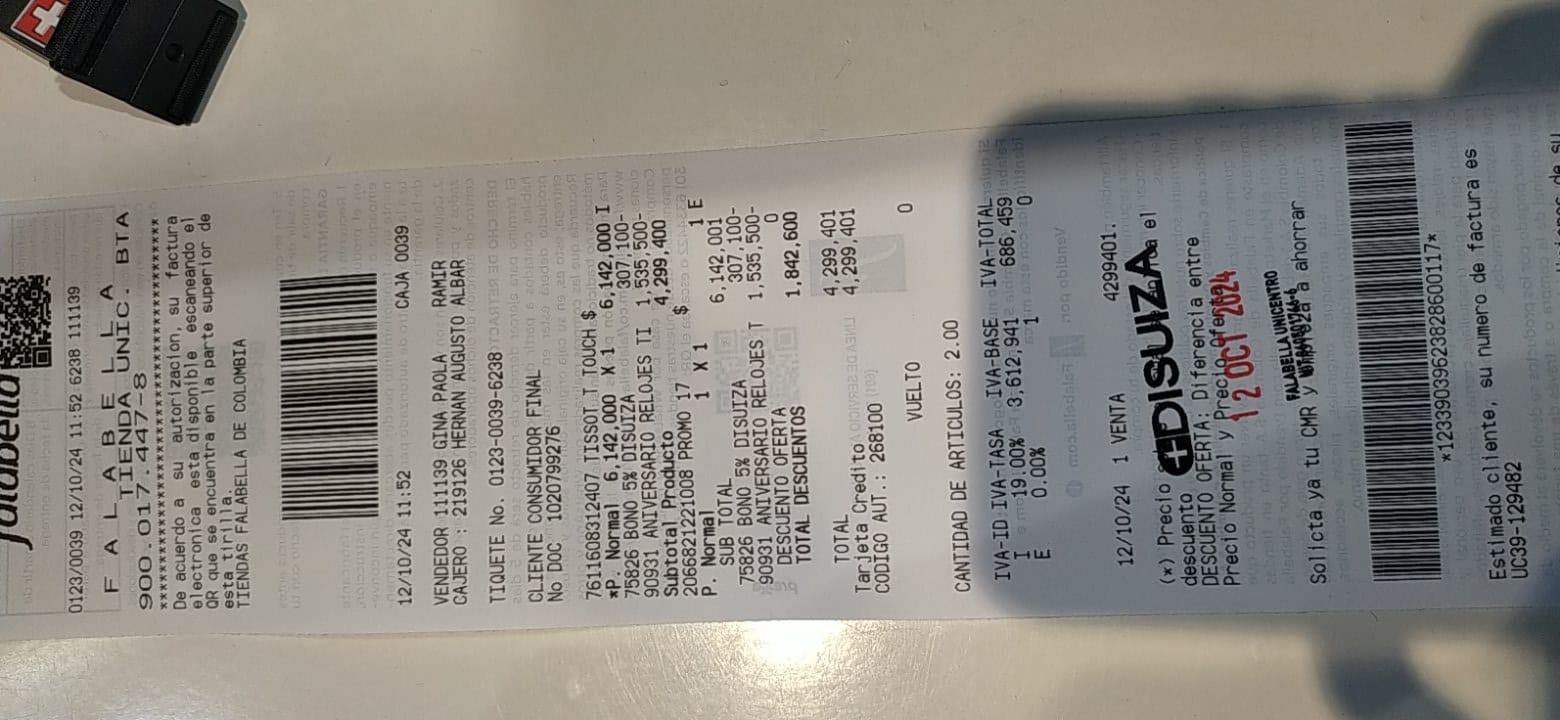 falabella
0123/0039 12/10/24 11:52 6238 111139
F A L A B E L L A
TIENDA UNIC. BTA
900.017.447-8
************************************
De acuerdo a su autorizacion, su factura
electronica esta disponible escaneando el
QR que se encuentra en la parte superior de
esta tirilla.
TIENDAS FALABELLA DE COLOMBIA
12/10/24 11:52 CAJA 0039
VENDEDOR 111139 GINA PAOLA RAMIR
CAJERO : 219126 HERNAN AUGUSTO ALBAR
TIQUETE No. 0123-0039-6238
CLIENTE CONSUMIDOR FINAL
No DOC 1020799276
7611608312407 TISSOT T TOUCH $
*P. Normal 6,142,000 X 1 6,142,000 I
75826 BONO 5% DISUIZA 307,100-
90931 ANIVERSARIO RELOJES TI 1,535,500-
Subtotal Producto 4,299,400
2066821221008 PROMO 17 $
P. Normal 1 X 1 1 E
SUB TOTAL 6,142,001
75826 BONO 5% DISUIZA 307,100-
90931 ANIVERSARIO RELOJES T 1,535,500-
DESCUENTO OFERTA 0
TOTAL DESCUENTOS 1,842,600
TOTAL 4,299,401
Tarjeta Credito 4,299,401
CODIGO AUT.: 268100
VUELTO 0
CANTIDAD DE ARTICULOS: 2.00
IVA-ID IVA-TASA IVA-BASE IVA-TOTAL
I 19.00% 3,612,941 686,459
E 0.00% 1 0
12/10/24 1 VENTA 4299401.
(*) Precio el
descuento
DISUIZA
DESCUENTO OFERTA: Diferencia entre
Precio Normal y Precio Oferta
12 OCT 2024
FALABELLA UNICENTRO
Solicita ya tu CMR y a ahorrar
*12339039623828600117*
Estimado cliente, su numero de factura es
UC39-129482